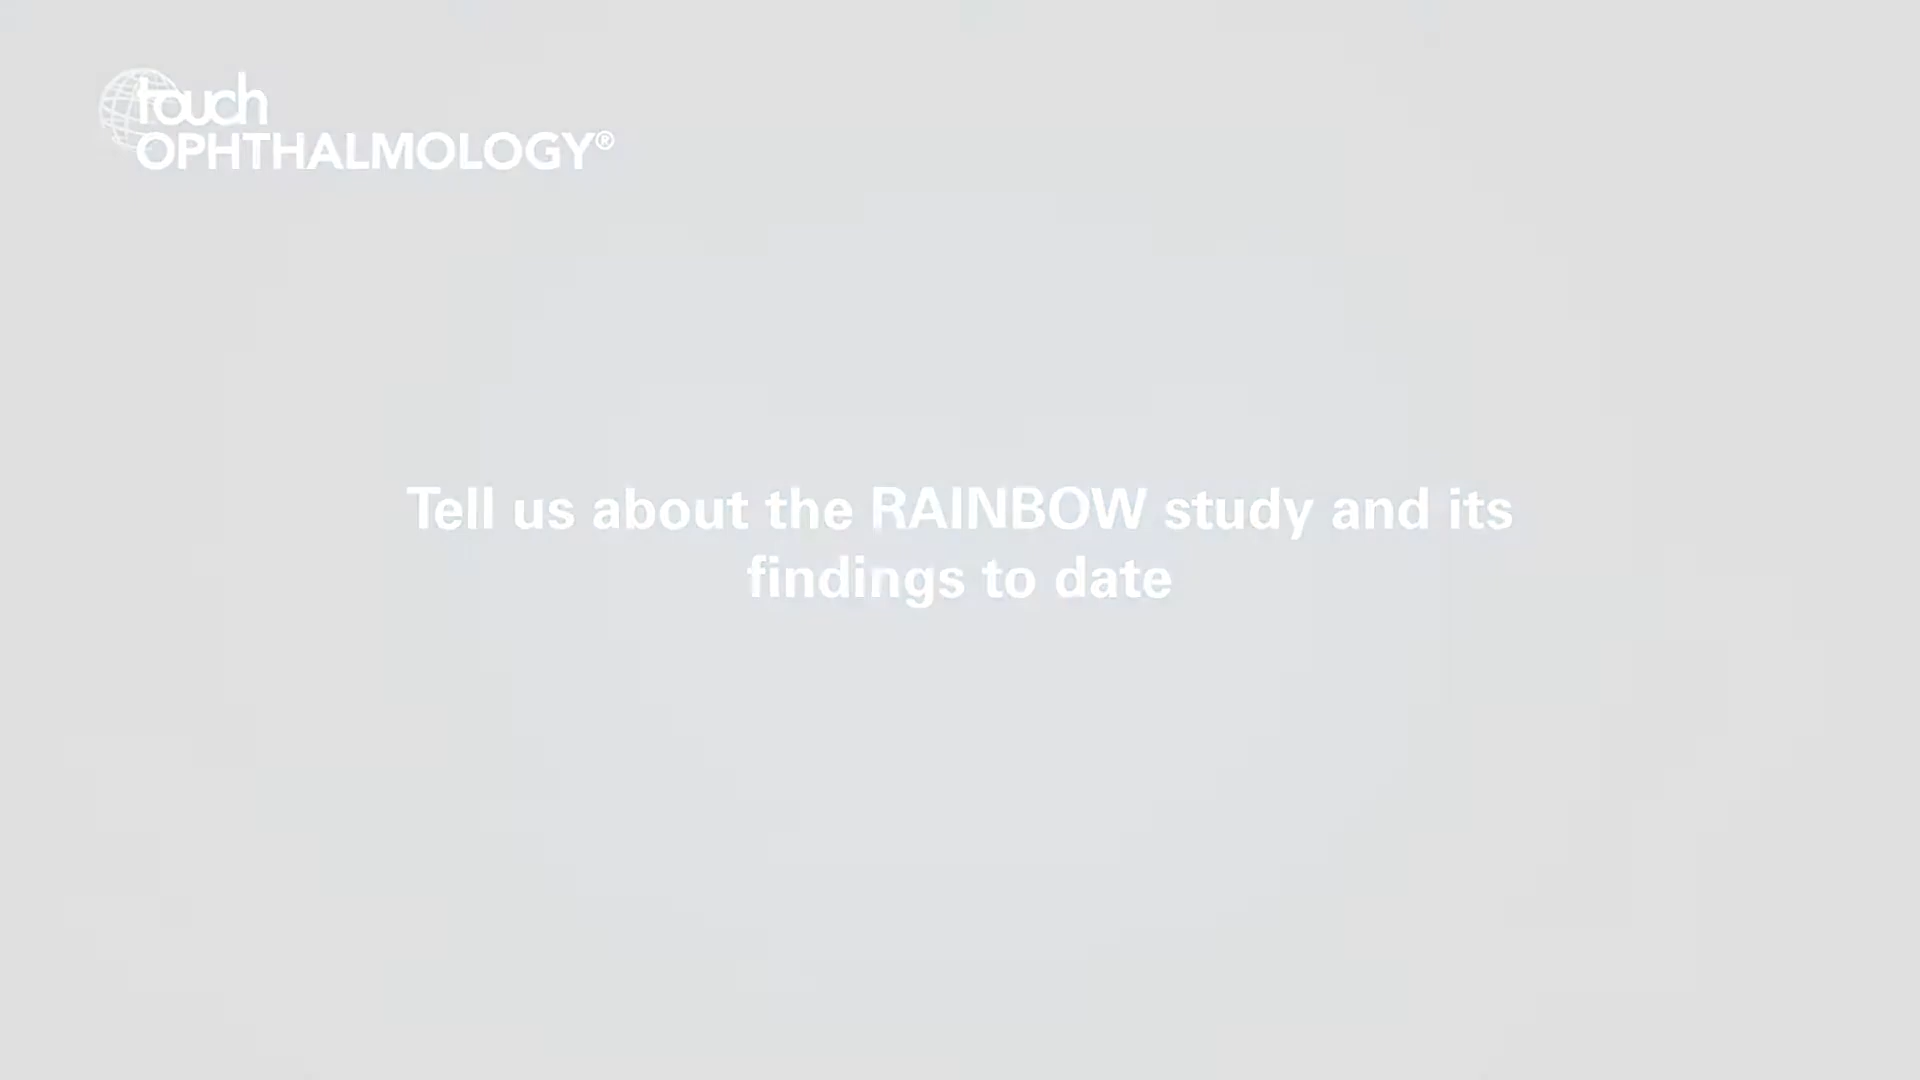 touch
OPHTHALMOLOGY®
Tell us about the RAINBOW study and its
findings to date